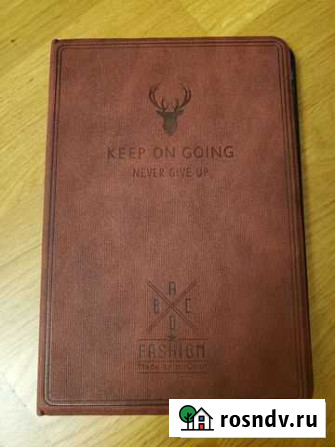 KEEP ON GOING
NEVER GIVE UP
A
B C
D
FASHION
rosndv.ru